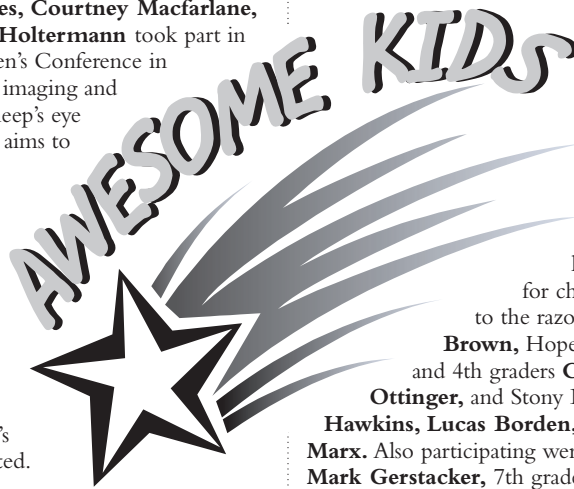 es, Courtney Macfarlane,
Holtermann took part in
en's Conference in
imaging and
eep's eye
aims to
AWESOME KIDS
for ch
to the razo
Brown, Hope
and 4th graders
Ottinger, and Stony
Hawkins, Lucas Borden,
's
Marx. Also participating wer
ted.
Mark Gerstacker, 7th grade